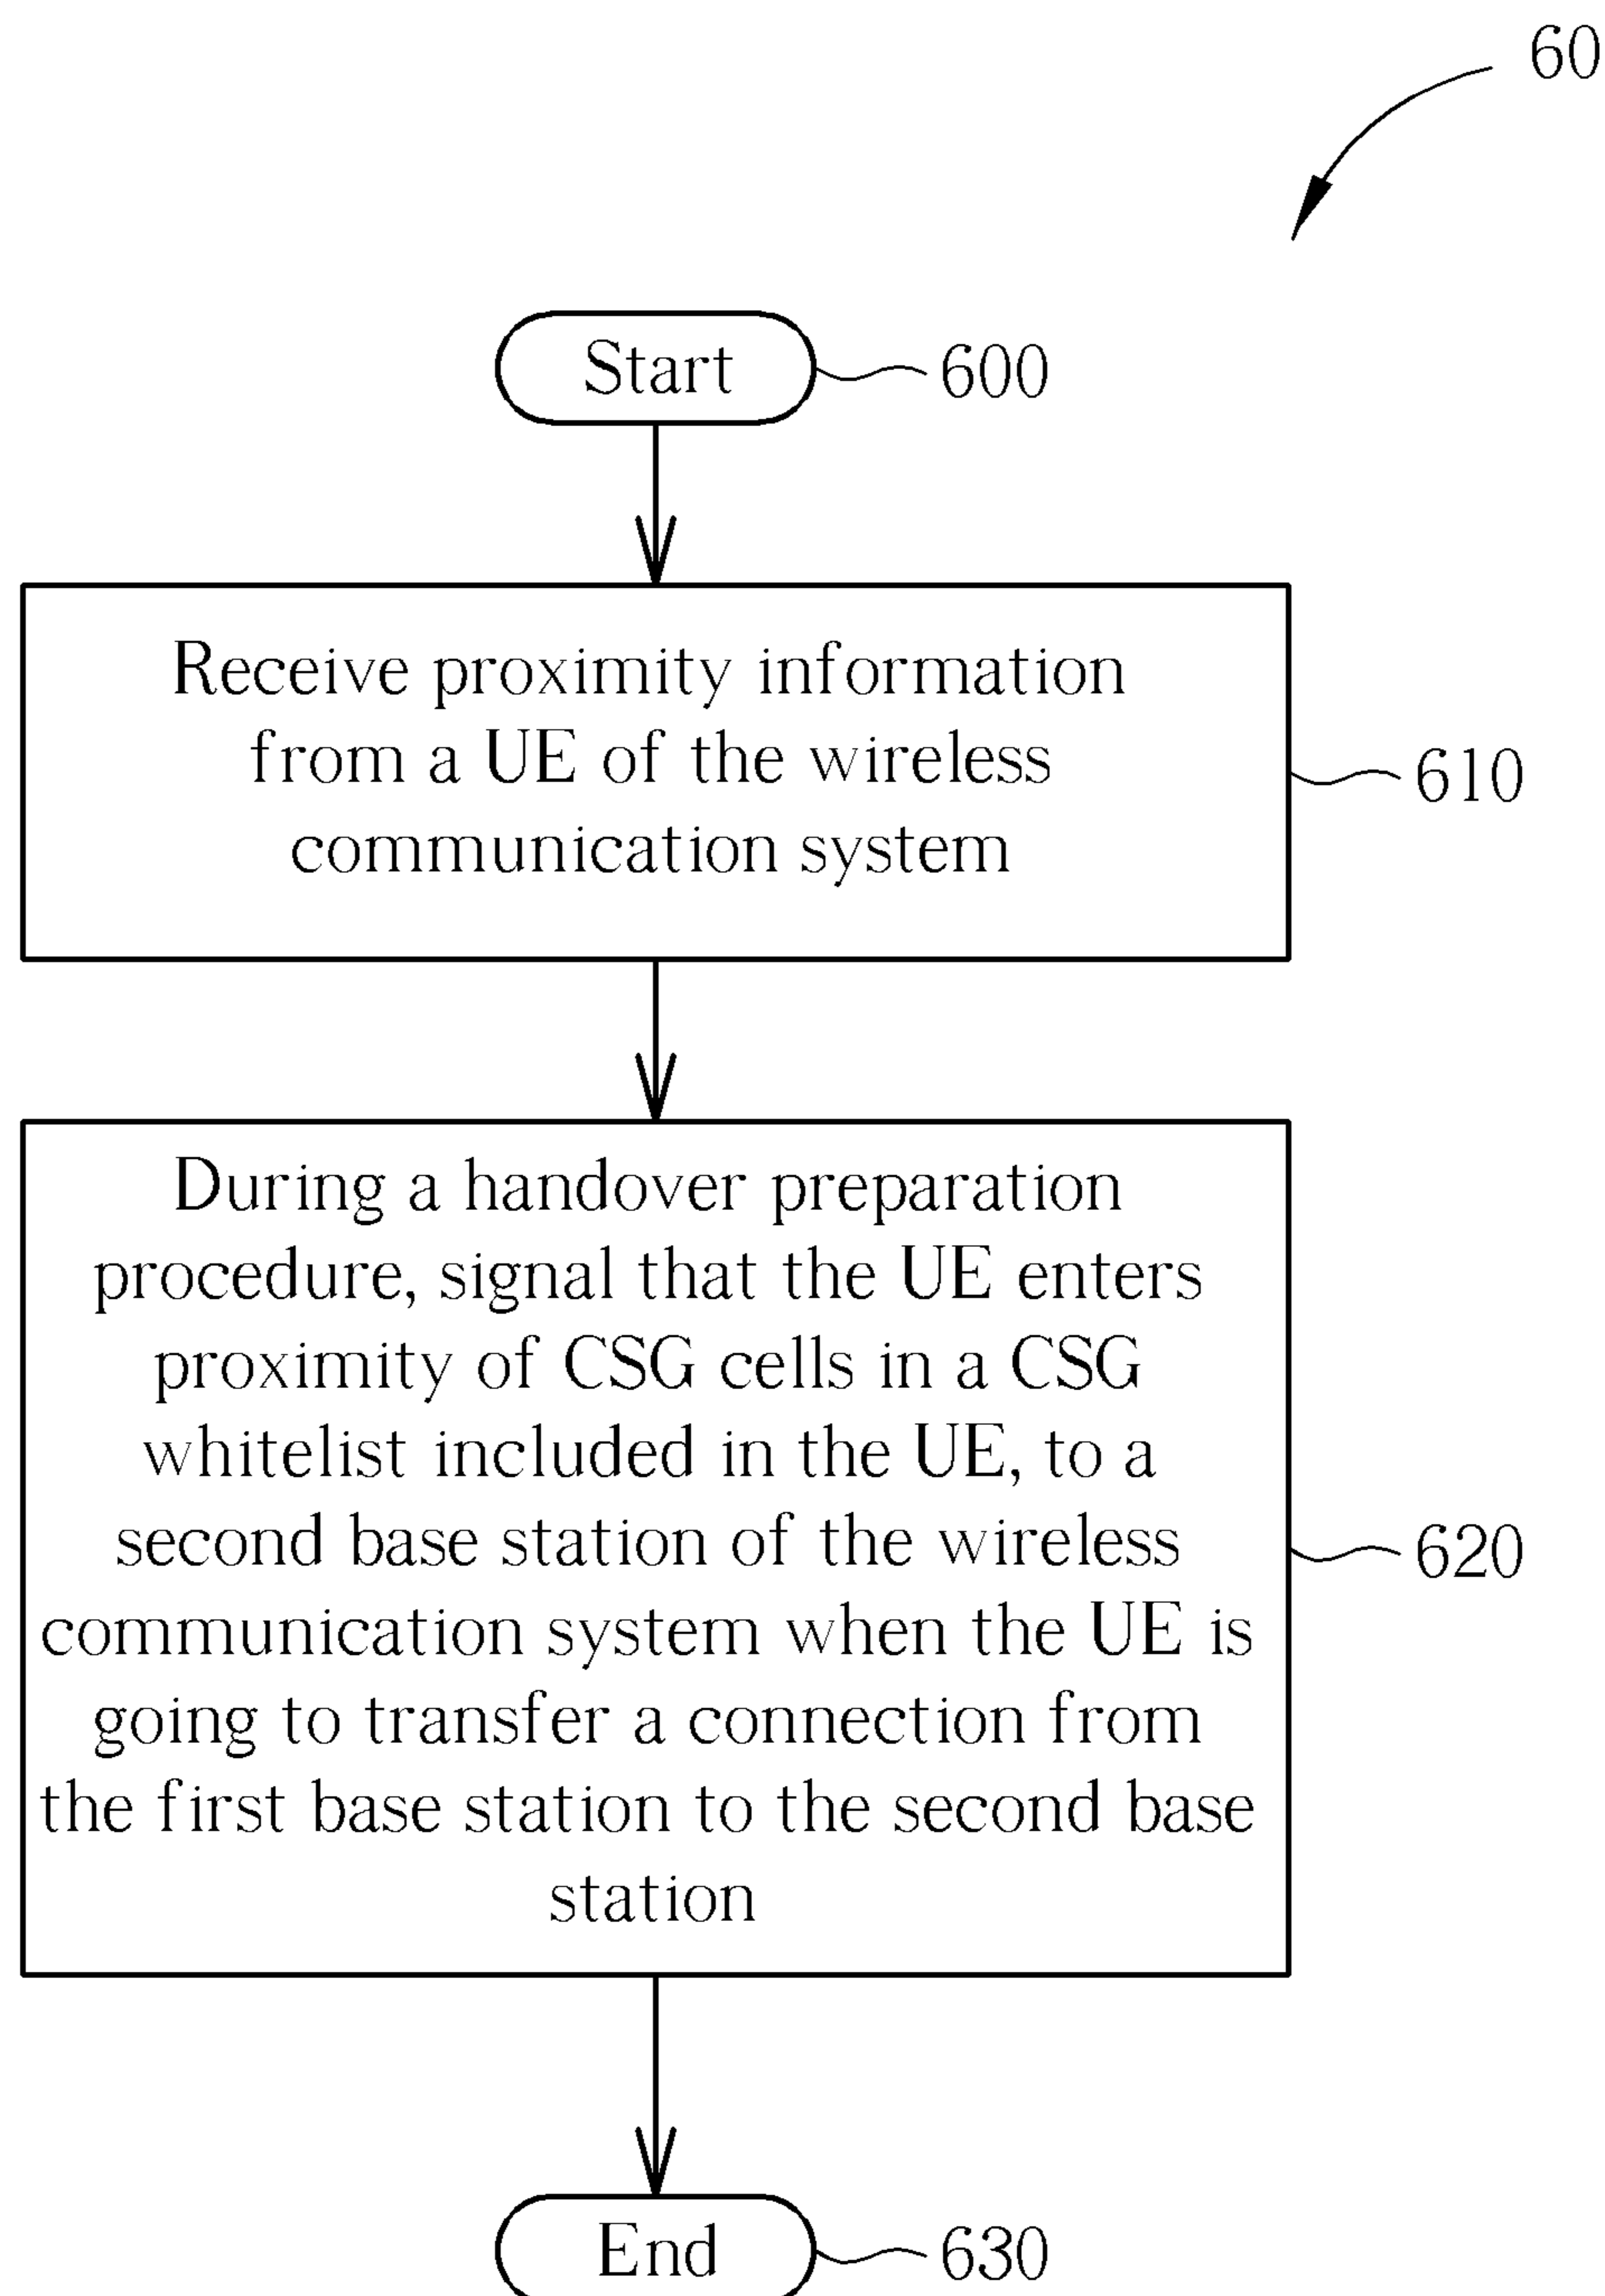 60
Start
600
Receive proximity information
from a UE of the wireless
communication system
610
During a handover preparation
procedure, signal that the UE enters
proximity of CSG cells in a CSG
whitelist included in the UE, to a
second base station of the wireless
communication system when the UE is
going to transfer a connection from
the first base station to the second base
station
620
End
630